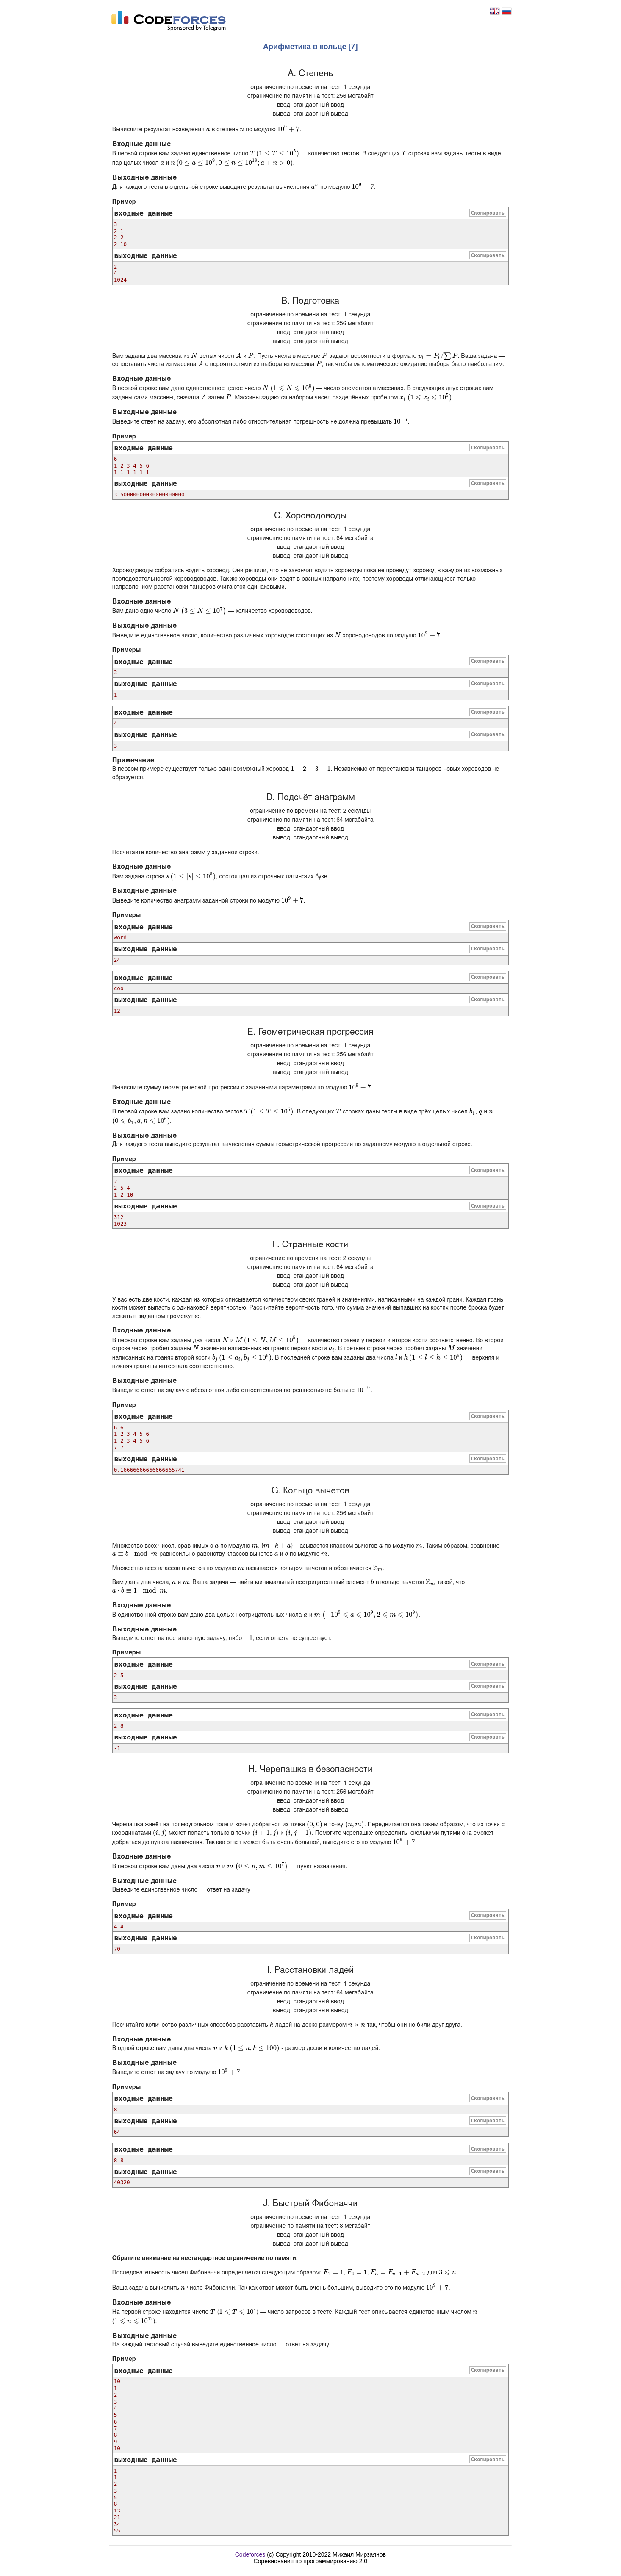 CODEFORCES
Sponsored by Telegram
Арифметика в кольце [7]
A. Степень
ограничение по времени на тест: 1 секунда
ограничение по памяти на тест: 256 мегабайт
ввод: стандартный ввод
вывод: стандартный вывод
Вычислите результат возведения a в степень n по модулю 10^9 + 7.
Входные данные
В первой строке вам задано единственное число T (1 ≤ T ≤ 10^5) — количество тестов. В следующих T строках вам заданы тесты в виде
пар целых чисел a и n (0 ≤ a ≤ 10^9, 0 ≤ n ≤ 10^18; a + n > 0).
Выходные данные
Для каждого теста в отдельной строке выведите результат вычисления a^n по модулю 10^9 + 7.
Пример
входные данные Скопировать
3
2 1
2 2
2 10
выходные данные Скопировать
2
4
1024
B. Подготовка
ограничение по времени на тест: 1 секунда
ограничение по памяти на тест: 256 мегабайт
ввод: стандартный ввод
вывод: стандартный вывод
Вам заданы два массива из N целых чисел A и P. Пусть числа в массиве P задают вероятности в формате p_i = P_i/∑P. Ваша задача —
сопоставить числа из массива A с вероятностями их выбора из массива P, так чтобы математическое ожидание выбора было наибольшим.
Входные данные
В первой строке вам дано единственное целое число N (1 ⩽ N ⩽ 10^5) — число элементов в массивах. В следующих двух строках вам
заданы сами массивы, сначала A затем P. Массивы задаются набором чисел разделённых пробелом x_i (1 ⩽ x_i ⩽ 10^5).
Выходные данные
Выведите ответ на задачу, его абсолютная либо отностительная погрешность не должна превышать 10^−6.
Пример
входные данные Скопировать
6
1 2 3 4 5 6
1 1 1 1 1 1
выходные данные Скопировать
3.50000000000000000000
C. Хороводоводы
ограничение по времени на тест: 1 секунда
ограничение по памяти на тест: 64 мегабайта
ввод: стандартный ввод
вывод: стандартный вывод
Хороводоводы собрались водить хоровод. Они решили, что не закончат водить хороводы пока не проведут хоровод в каждой из возможных
последовательностей хороводоводов. Так же хороводы они водят в разных напралениях, поэтому хороводы отличающиеся только
направлением расстановки танцоров считаются одинаковыми.
Входные данные
Вам дано одно число N (3 ≤ N ≤ 10^7) — количество хороводоводов.
Выходные данные
Выведите единственное число, количество различных хороводов состоящих из N хороводоводов по модулю 10^9 + 7.
Примеры
входные данные Скопировать
3
выходные данные Скопировать
1
входные данные Скопировать
4
выходные данные Скопировать
3
Примечание
В первом примере существует только один возможный хоровод 1 − 2 − 3 − 1. Независимо от перестановки танцоров новых хороводов не
образуется.
D. Подсчёт анаграмм
ограничение по времени на тест: 2 секунды
ограничение по памяти на тест: 64 мегабайта
ввод: стандартный ввод
вывод: стандартный вывод
Посчитайте количество анаграмм у заданной строки.
Входные данные
Вам задана строка s (1 ≤ |s| ≤ 10^5), состоящая из строчных латинских букв.
Выходные данные
Выведите количество анаграмм заданной строки по модулю 10^9 + 7.
Примеры
входные данные Скопировать
word
выходные данные Скопировать
24
входные данные Скопировать
cool
выходные данные Скопировать
12
E. Геометрическая прогрессия
ограничение по времени на тест: 1 секунда
ограничение по памяти на тест: 256 мегабайт
ввод: стандартный ввод
вывод: стандартный вывод
Вычислите сумму геометрической прогрессии с заданными параметрами по модулю 10^9 + 7.
Входные данные
В первой строке вам задано количество тестов T (1 ≤ T ≤ 10^5). В следующих T строках даны тесты в виде трёх целых чисел b_1, q и n
(0 ⩽ b_1, q, n ⩽ 10^6).
Выходные данные
Для каждого теста выведите результат вычисления суммы геометрической прогрессии по заданному модулю в отдельной строке.
Пример
входные данные Скопировать
2
2 5 4
1 2 10
выходные данные Скопировать
312
1023
F. Странные кости
ограничение по времени на тест: 2 секунды
ограничение по памяти на тест: 64 мегабайта
ввод: стандартный ввод
вывод: стандартный вывод
У вас есть две кости, каждая из которых описывается количеством своих граней и значениями, написанными на каждой грани. Каждая грань
кости может выпасть с одинаковой веротяностью. Рассчитайте вероятность того, что сумма значений выпавших на костях после броска будет
лежать в заданном промежутке.
Входные данные
В первой строке вам заданы два числа N и M (1 ≤ N, M ≤ 10^5) — количество граней у первой и второй кости соответственно. Во второй
строке через пробел заданы N значений написанных на гранях первой кости a_i. В третьей строке через пробел заданы M значений
написанных на гранях второй кости b_j (1 ≤ a_i, b_j ≤ 10^6). В последней строке вам заданы два числа l и h (1 ≤ l ≤ h ≤ 10^6) — верхняя и
нижняя границы интервала соответственно.
Выходные данные
Выведите ответ на задачу с абсолютной либо относительной погрешностью не больше 10^−9.
Пример
входные данные Скопировать
6 6
1 2 3 4 5 6
1 2 3 4 5 6
7 7
выходные данные Скопировать
0.16666666666666665741
G. Кольцо вычетов
ограничение по времени на тест: 1 секунда
ограничение по памяти на тест: 256 мегабайт
ввод: стандартный ввод
вывод: стандартный вывод
Множество всех чисел, сравнимых с a по модулю m, (m · k + a), называется классом вычетов a по модулю m. Таким образом, сравнение
a ≡ b mod m равносильно равенству классов вычетов a и b по модулю m.
Множество всех классов вычетов по модулю m называется кольцом вычетов и обозначается ℤ_m.
Вам даны два числа, a и m. Ваша задача — найти минимальный неотрицательный элемент b в кольце вычетов ℤ_m такой, что
a · b ≡ 1 mod m.
Входные данные
В единственной строке вам дано два целых неотрицательных числа a и m (−10^9 ⩽ a ⩽ 10^9, 2 ⩽ m ⩽ 10^9).
Выходные данные
Выведите ответ на поставленную задачу, либо −1, если ответа не существует.
Примеры
входные данные Скопировать
2 5
выходные данные Скопировать
3
входные данные Скопировать
2 8
выходные данные Скопировать
-1
H. Черепашка в безопасности
ограничение по времени на тест: 1 секунда
ограничение по памяти на тест: 256 мегабайт
ввод: стандартный ввод
вывод: стандартный вывод
Черепашка живёт на прямоугольном поле и хочет добраться из точки (0, 0) в точку (n, m). Передвигается она таким образом, что из точки с
координатами (i, j) может попасть только в точки (i + 1, j) и (i, j + 1). Помогите черепашке определить, сколькими путями она сможет
добраться до пункта назначения. Так как ответ может быть очень большой, выведите его по модулю 10^9 + 7
Входные данные
В первой строке вам даны два числа n и m (0 ≤ n, m ≤ 10^7) — пункт назначения.
Выходные данные
Выведите единственное число — ответ на задачу
Пример
входные данные Скопировать
4 4
выходные данные Скопировать
70
I. Расстановки ладей
ограничение по времени на тест: 1 секунда
ограничение по памяти на тест: 64 мегабайта
ввод: стандартный ввод
вывод: стандартный вывод
Посчитайте количество различных способов расставить k ладей на доске размером n × n так, чтобы они не били друг друга.
Входные данные
В одной строке вам даны два числа n и k (1 ≤ n, k ≤ 100) - размер доски и количество ладей.
Выходные данные
Выведите ответ на задачу по модулю 10^9 + 7.
Примеры
входные данные Скопировать
8 1
выходные данные Скопировать
64
входные данные Скопировать
8 8
выходные данные Скопировать
40320
J. Быстрый Фибоначчи
ограничение по времени на тест: 1 секунда
ограничение по памяти на тест: 8 мегабайт
ввод: стандартный ввод
вывод: стандартный вывод
Обратите внимание на нестандартное ограничение по памяти.
Последовательность чисел Фибоначчи определяется следующим образом: F_1 = 1, F_2 = 1, F_n = F_{n−1} + F_{n−2} для 3 ⩽ n.
Ваша задача вычислить n число Фибоначчи. Так как ответ может быть очень большим, выведите его по модулю 10^9 + 7.
Входные данные
На первой строке находится число T (1 ⩽ T ⩽ 10^4) — число запросов в тесте. Каждый тест описывается единственным числом n
(1 ⩽ n ⩽ 10^12).
Выходные данные
На каждый тестовый случай выведите единственное число — ответ на задачу.
Пример
входные данные Скопировать
10
1
2
3
4
5
6
7
8
9
10
выходные данные Скопировать
1
1
2
3
5
8
13
21
34
55
Codeforces (c) Copyright 2010-2022 Михаил Мирзаянов
Соревнования по программированию 2.0